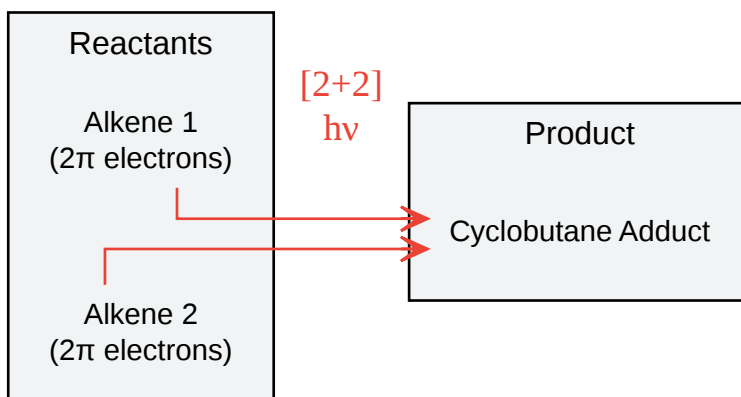 Reactants
Alkene 1
(2π electrons)
[2+2]
hν
Product
Cyclobutane Adduct
Alkene 2
(2π electrons)